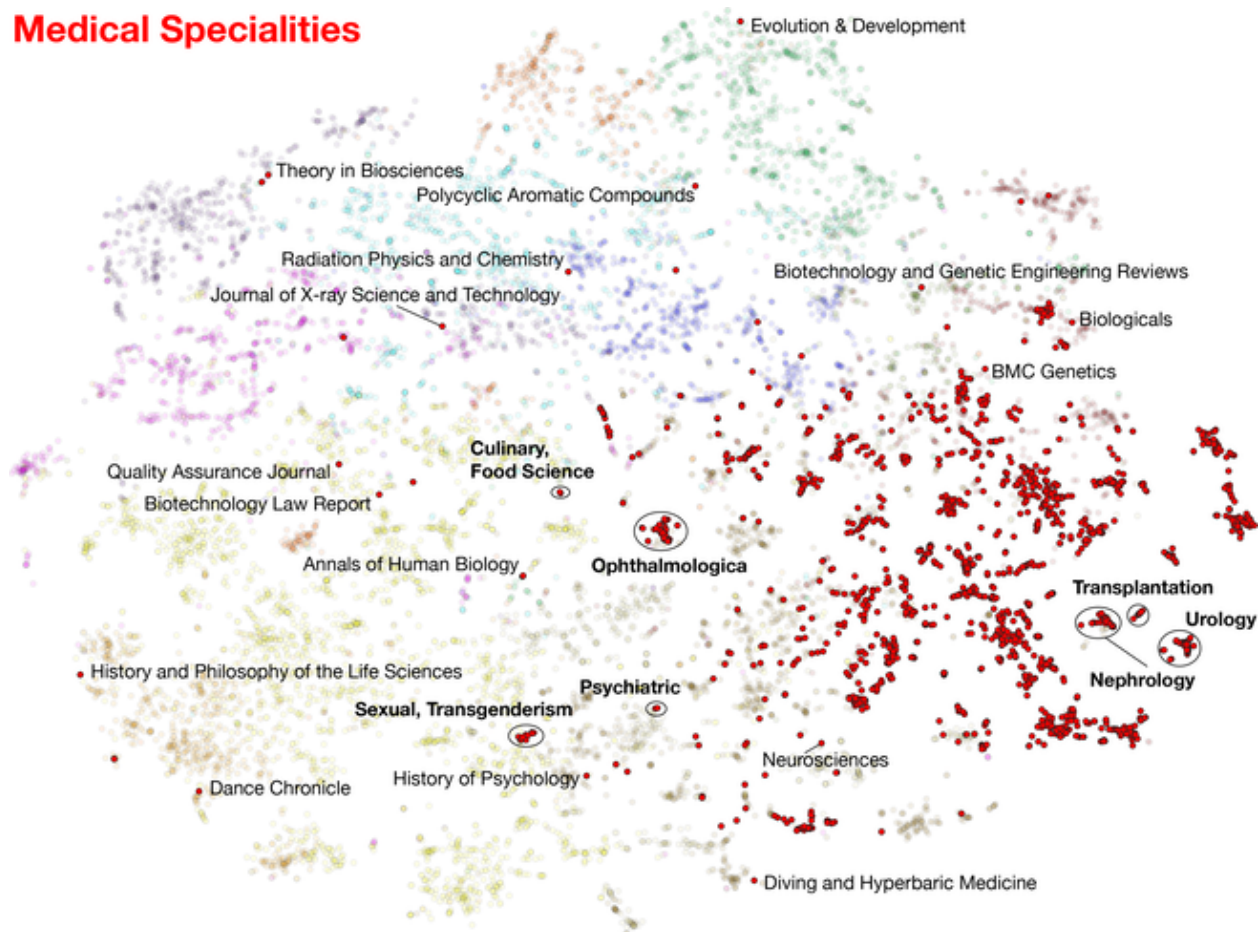 Medical Specialities
Evolution & Development
Theory in Biosciences
Polycyclic Aromatic Compounds
Radiation Physics and Chemistry
Biotechnology and Genetic Engineering Reviews
Journal of X-ray Science and Technology
Biologicals
BMC Genetics
Culinary,
Food Science
Quality Assurance Journal
Biotechnology Law Report
Annals of Human Biology
Ophthalmologica
Transplantation
Urology
Nephrology
History and Philosophy of the Life Sciences
Psychiatric
Sexual, Transgenderism
Neurosciences
History of Psychology
Dance Chronicle
Diving and Hyperbaric Medicine